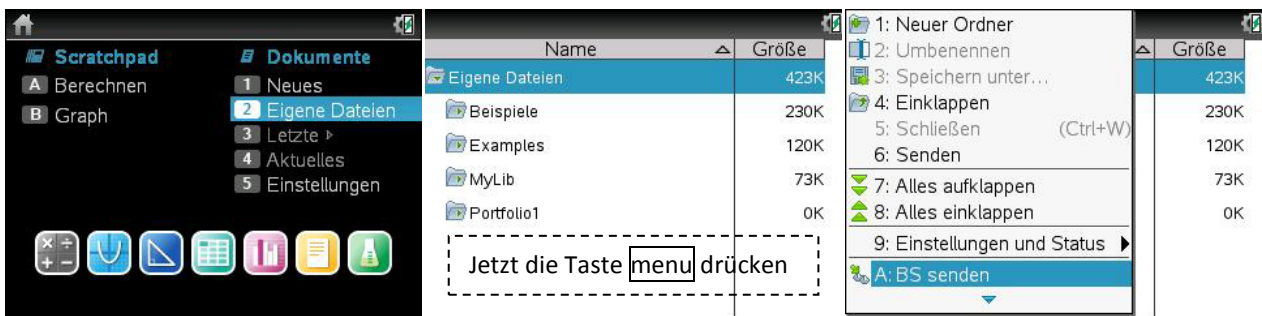 Scratchpad
A Berechnen
B Graph
Dokumente
1 Neues
2 Eigene Dateien
3 Letzte
4 Aktuelles
5 Einstellungen
Name Größe
Eigene Dateien 423K
Beispiele 230K
Examples 120K
MyLib 73K
Portfolio1 0K
Jetzt die Taste menu drücken
1: Neuer Ordner
2: Umbenennen
3: Speichern unter...
4: Einklappen
5: Schließen (Ctrl+W)
6: Senden
7: Alles aufklappen
8: Alles einklappen
9: Einstellungen und Status
A: BS senden
Größe
423K
230K
120K
73K
0K